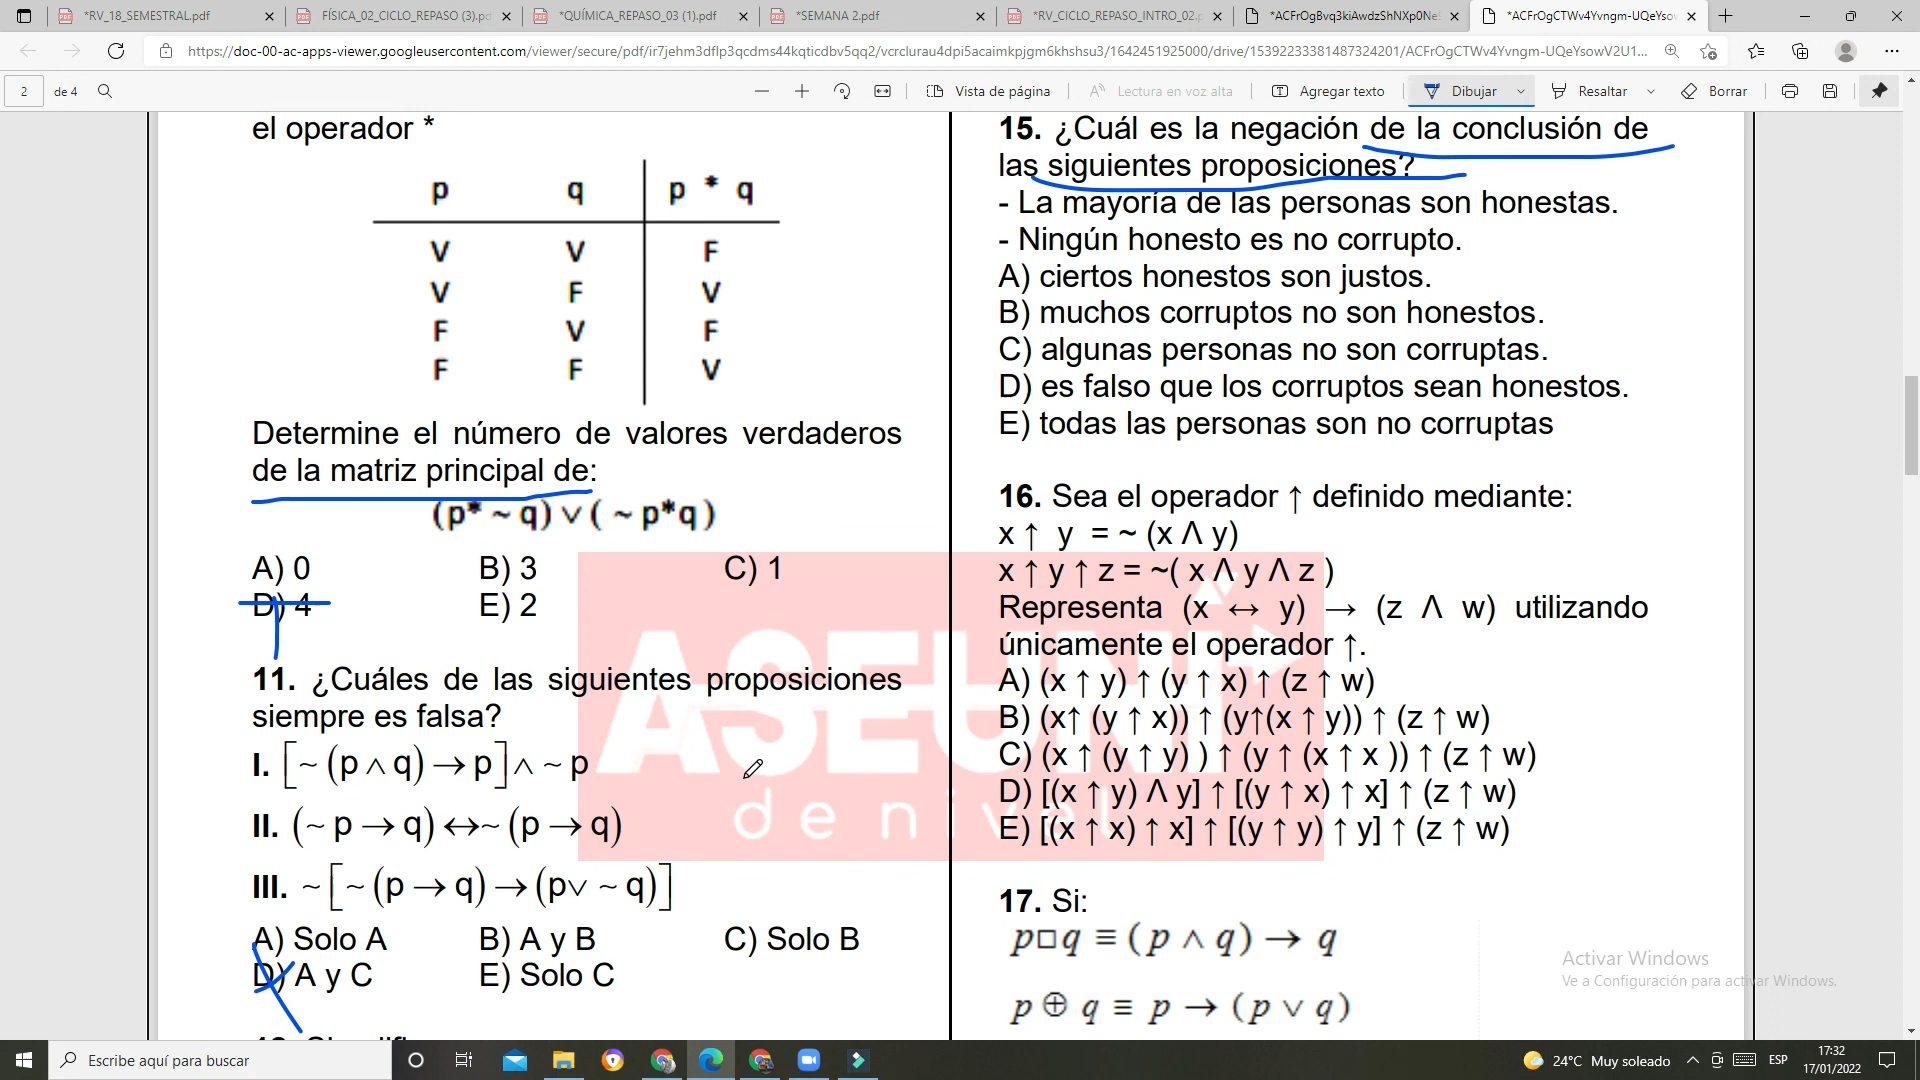 *RV_18_SEMESTRAL.pdf
FÍSICA_02_CICLO_REPASO (3).pd
*QUÍMICA_REPASO_03 (1).pdf
*SEMANA 2.pdf
*RV_CICLO_REPASO_INTRO_02.p
*ACFrOgBvq3kiAwdzShNXp0Ne
*ACFrOgCTWv4Yvngm-UQeYso
https://doc-00-ac-apps-viewer.googleusercontent.com/viewer/secure/pdf/ir7jehm3dflp3qcdms44kqticdbv5qq2/vcrclurau4dpi5acaimkpjgm6khshsu3/1642451925000/drive/15392233381487324201/ACFrOgCTWv4Yvngm-UQeYsowV2U1...
2 de 4
Vista de página
Lectura en voz alta
Agregar texto
Dibujar
Resaltar
Borrar
el operador *
p q p * q
V V F
V F V
F V F
F F V
Determine el número de valores verdaderos
de la matriz principal de:
(p* ~ q) ∨ ( ~ p*q )
A) 0 B) 3 C) 1
D) 4 E) 2
11. ¿Cuáles de las siguientes proposiciones
siempre es falsa?
I. [~(p∧q)→p]∧~p
II. (~p→q)↔~(p→q)
III. ~[~(p→q)→(p∨~q)]
A) Solo A B) A y B C) Solo B
D) A y C E) Solo C
15. ¿Cuál es la negación de la conclusión de
las siguientes proposiciones?
- La mayoría de las personas son honestas.
- Ningún honesto es no corrupto.
A) ciertos honestos son justos.
B) muchos corruptos no son honestos.
C) algunas personas no son corruptas.
D) es falso que los corruptos sean honestos.
E) todas las personas son no corruptas
16. Sea el operador ↑ definido mediante:
x ↑ y = ~ (x Λ y)
x ↑ y ↑ z = ~( x Λ y Λ z )
Representa (x ↔ y) → (z Λ w) utilizando
únicamente el operador ↑.
A) (x ↑ y) ↑ (y ↑ x) ↑ (z ↑ w)
B) (x↑ (y ↑ x)) ↑ (y↑(x ↑ y)) ↑ (z ↑ w)
C) (x ↑ (y ↑ y) ) ↑ (y ↑ (x ↑ x )) ↑ (z ↑ w)
D) [(x ↑ y) Λ y] ↑ [(y ↑ x) ↑ x] ↑ (z ↑ w)
E) [(x ↑ x) ↑ x] ↑ [(y ↑ y) ↑ y] ↑ (z ↑ w)
17. Si:
p□q ≡ (p ∧ q) → q
p ⊕ q ≡ p → (p ∨ q)
ASEUNI
de nivel
Activar Windows
Ve a Configuración para activar Windows.
Escribe aquí para buscar
24°C Muy soleado
ESP
17:32
17/01/2022